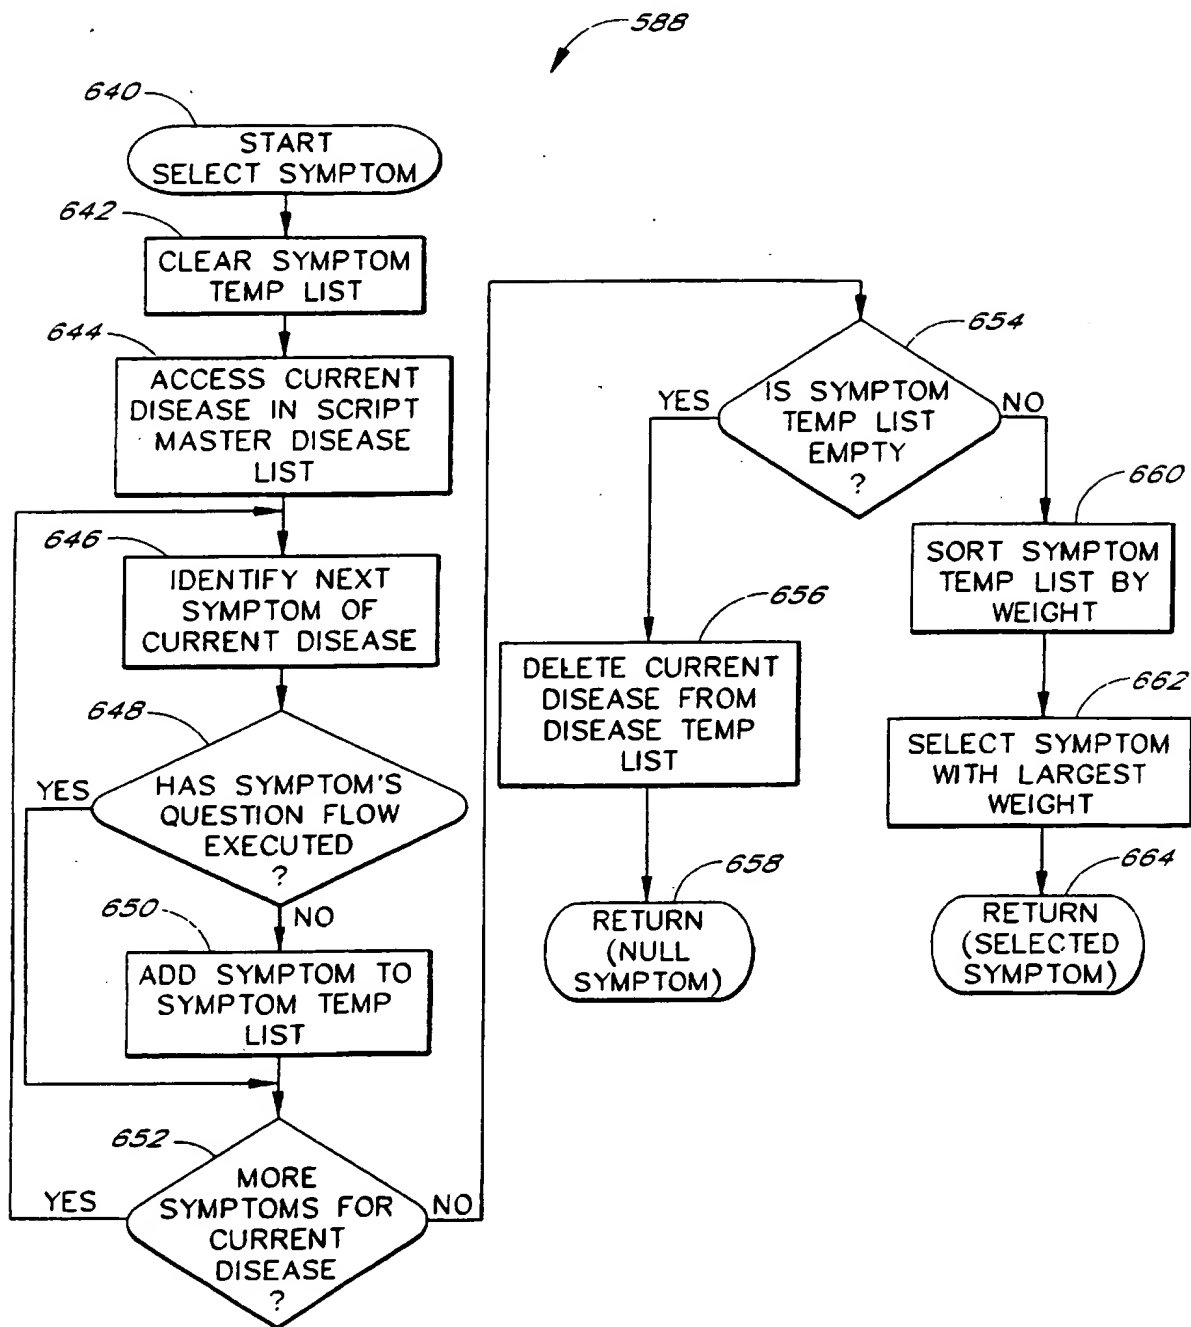 588
640
START
SELECT SYMPTOM
642
CLEAR SYMPTOM
TEMP LIST
644
ACCESS CURRENT
DISEASE IN SCRIPT
MASTER DISEASE
LIST
646
IDENTIFY NEXT
SYMPTOM OF
CURRENT DISEASE
648
YES
HAS SYMPTOM'S
QUESTION FLOW
EXECUTED
?
NO
650
ADD SYMPTOM TO
SYMPTOM TEMP
LIST
652
YES
MORE
SYMPTOMS FOR
CURRENT
DISEASE
?
NO
654
YES
IS SYMPTOM
TEMP LIST
EMPTY
?
NO
656
DELETE CURRENT
DISEASE FROM
DISEASE TEMP
LIST
658
RETURN
(NULL
SYMPTOM)
660
SORT SYMPTOM
TEMP LIST BY
WEIGHT
662
SELECT SYMPTOM
WITH LARGEST
WEIGHT
664
RETURN
(SELECTED
SYMPTOM)